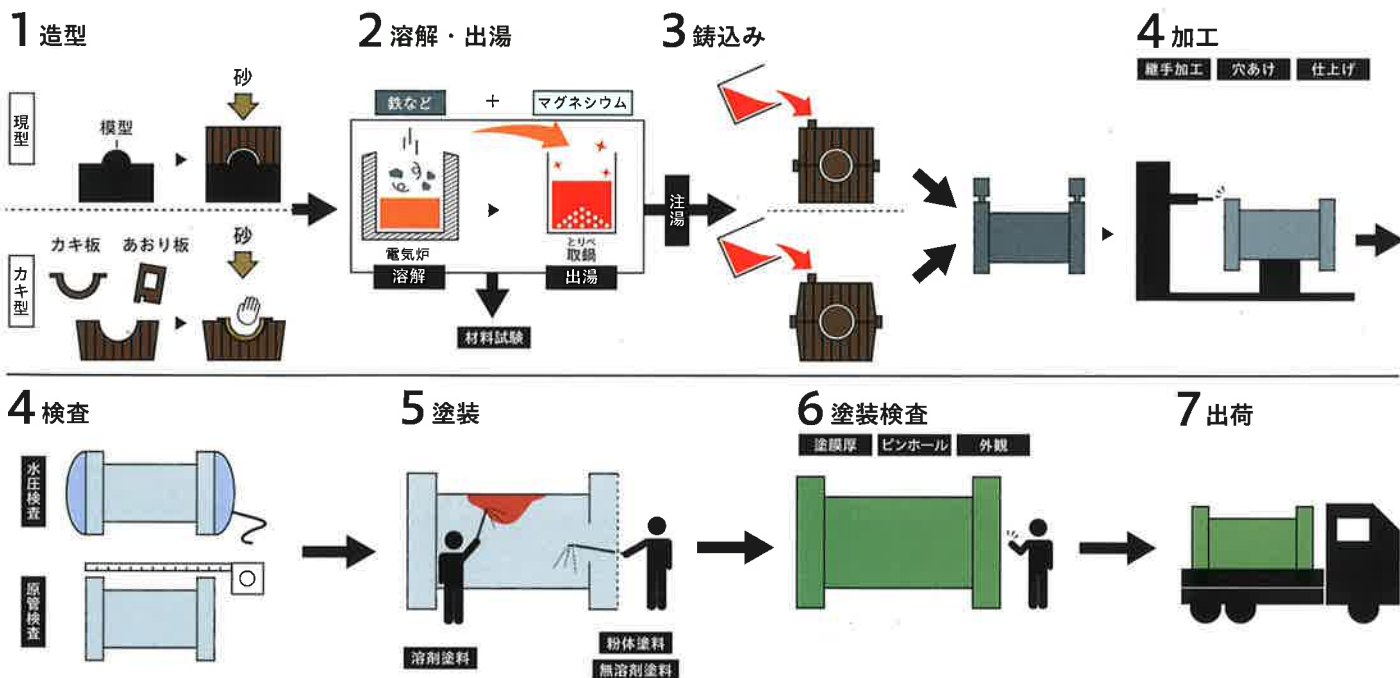 1 造型
現型
模型
砂
カキ型
カキ板
あおり板
砂
2 溶解・出湯
鉄など
+
マグネシウム
電気炉
溶解
とりべ
取鍋
出湯
材料試験
注湯
3 鋳込み
4 加工
継手加工
穴あけ
仕上げ
4 検査
水圧検査
原管検査
5 塗装
溶剤塗料
粉体塗料
無溶剤塗料
6 塗装検査
塗膜厚
ピンホール
外観
7 出荷